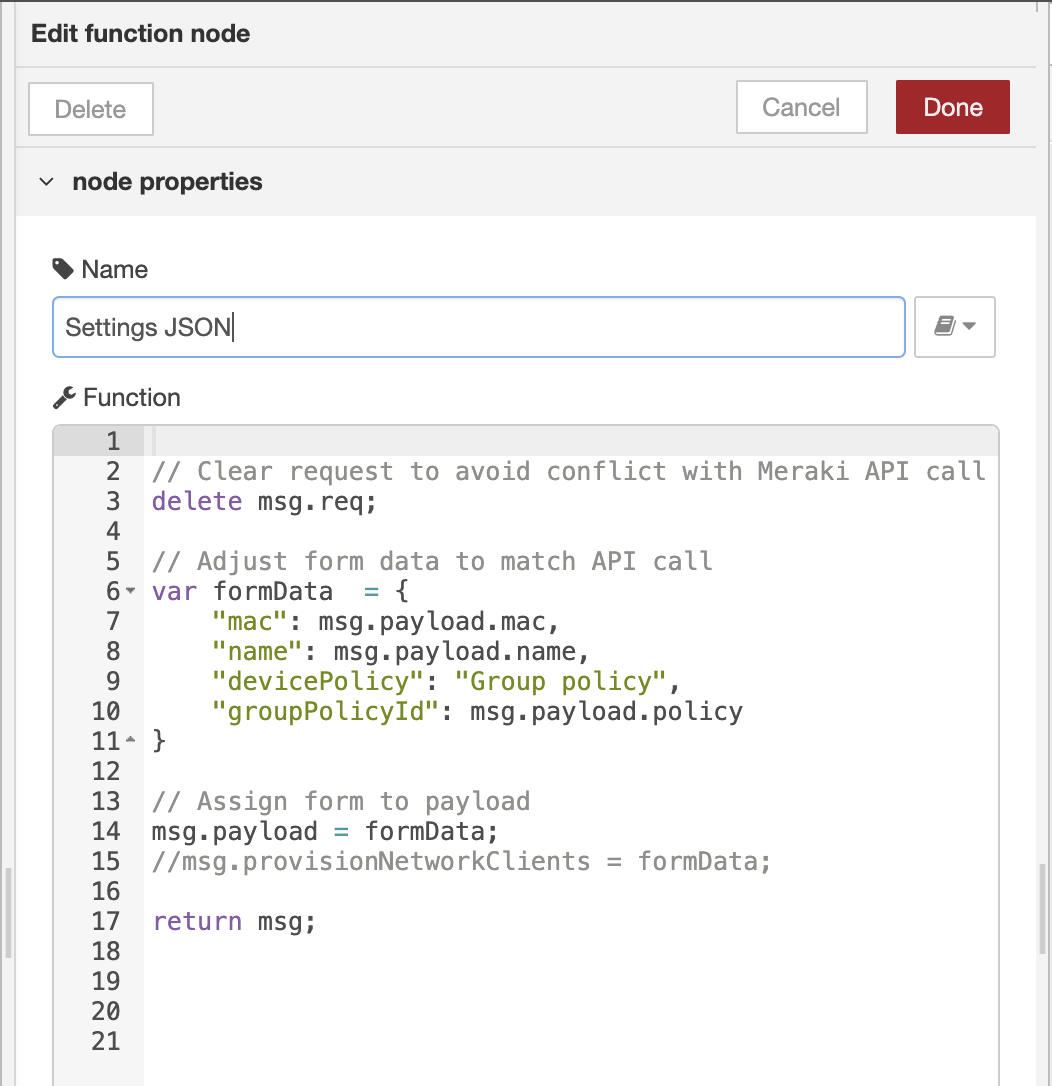 Edit function node
Delete Cancel Done
node properties
Name
Settings JSON
Function
1
2 // Clear request to avoid conflict with Meraki API call
3 delete msg.req;
4
5 // Adjust form data to match API call
6 var formData  = {
7     "mac": msg.payload.mac,
8     "name": msg.payload.name,
9     "devicePolicy": "Group policy",
10     "groupPolicyId": msg.payload.policy
11 }
12
13 // Assign form to payload
14 msg.payload = formData;
15 //msg.provisionNetworkClients = formData;
16
17 return msg;
18
19
20
21